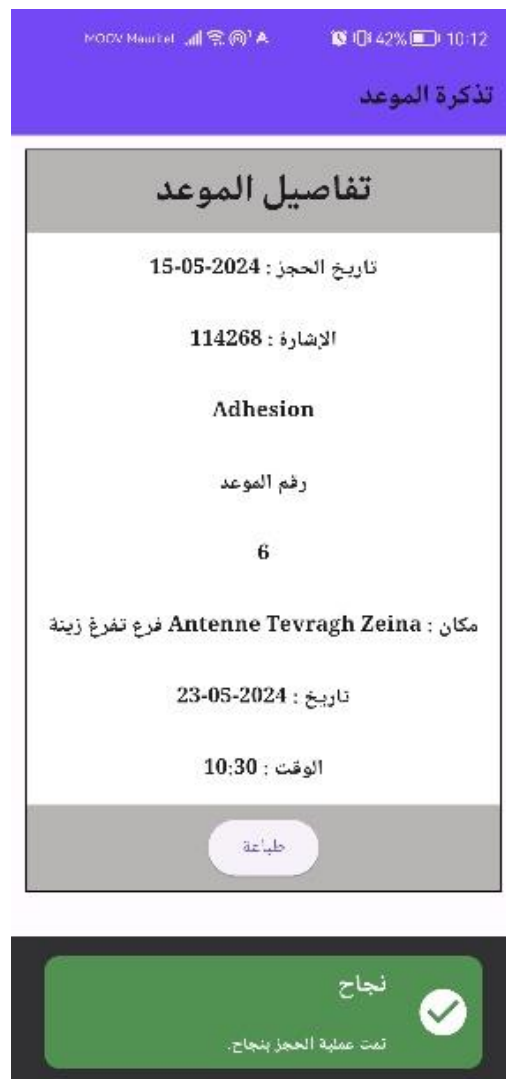 MOOV Mauritel 42% 10:12
تذكرة الموعد
تفاصيل الموعد
تاريخ الحجز : 2024-05-15
الإشارة : 114268
Adhesion
رقم الموعد
6
مكان : Antenne Tevragh Zeina فرع تفرغ زينة
تاريخ : 2024-05-23
الوقت : 10:30
طباعة
نجاح
تمت عملية الحجز بنجاح.